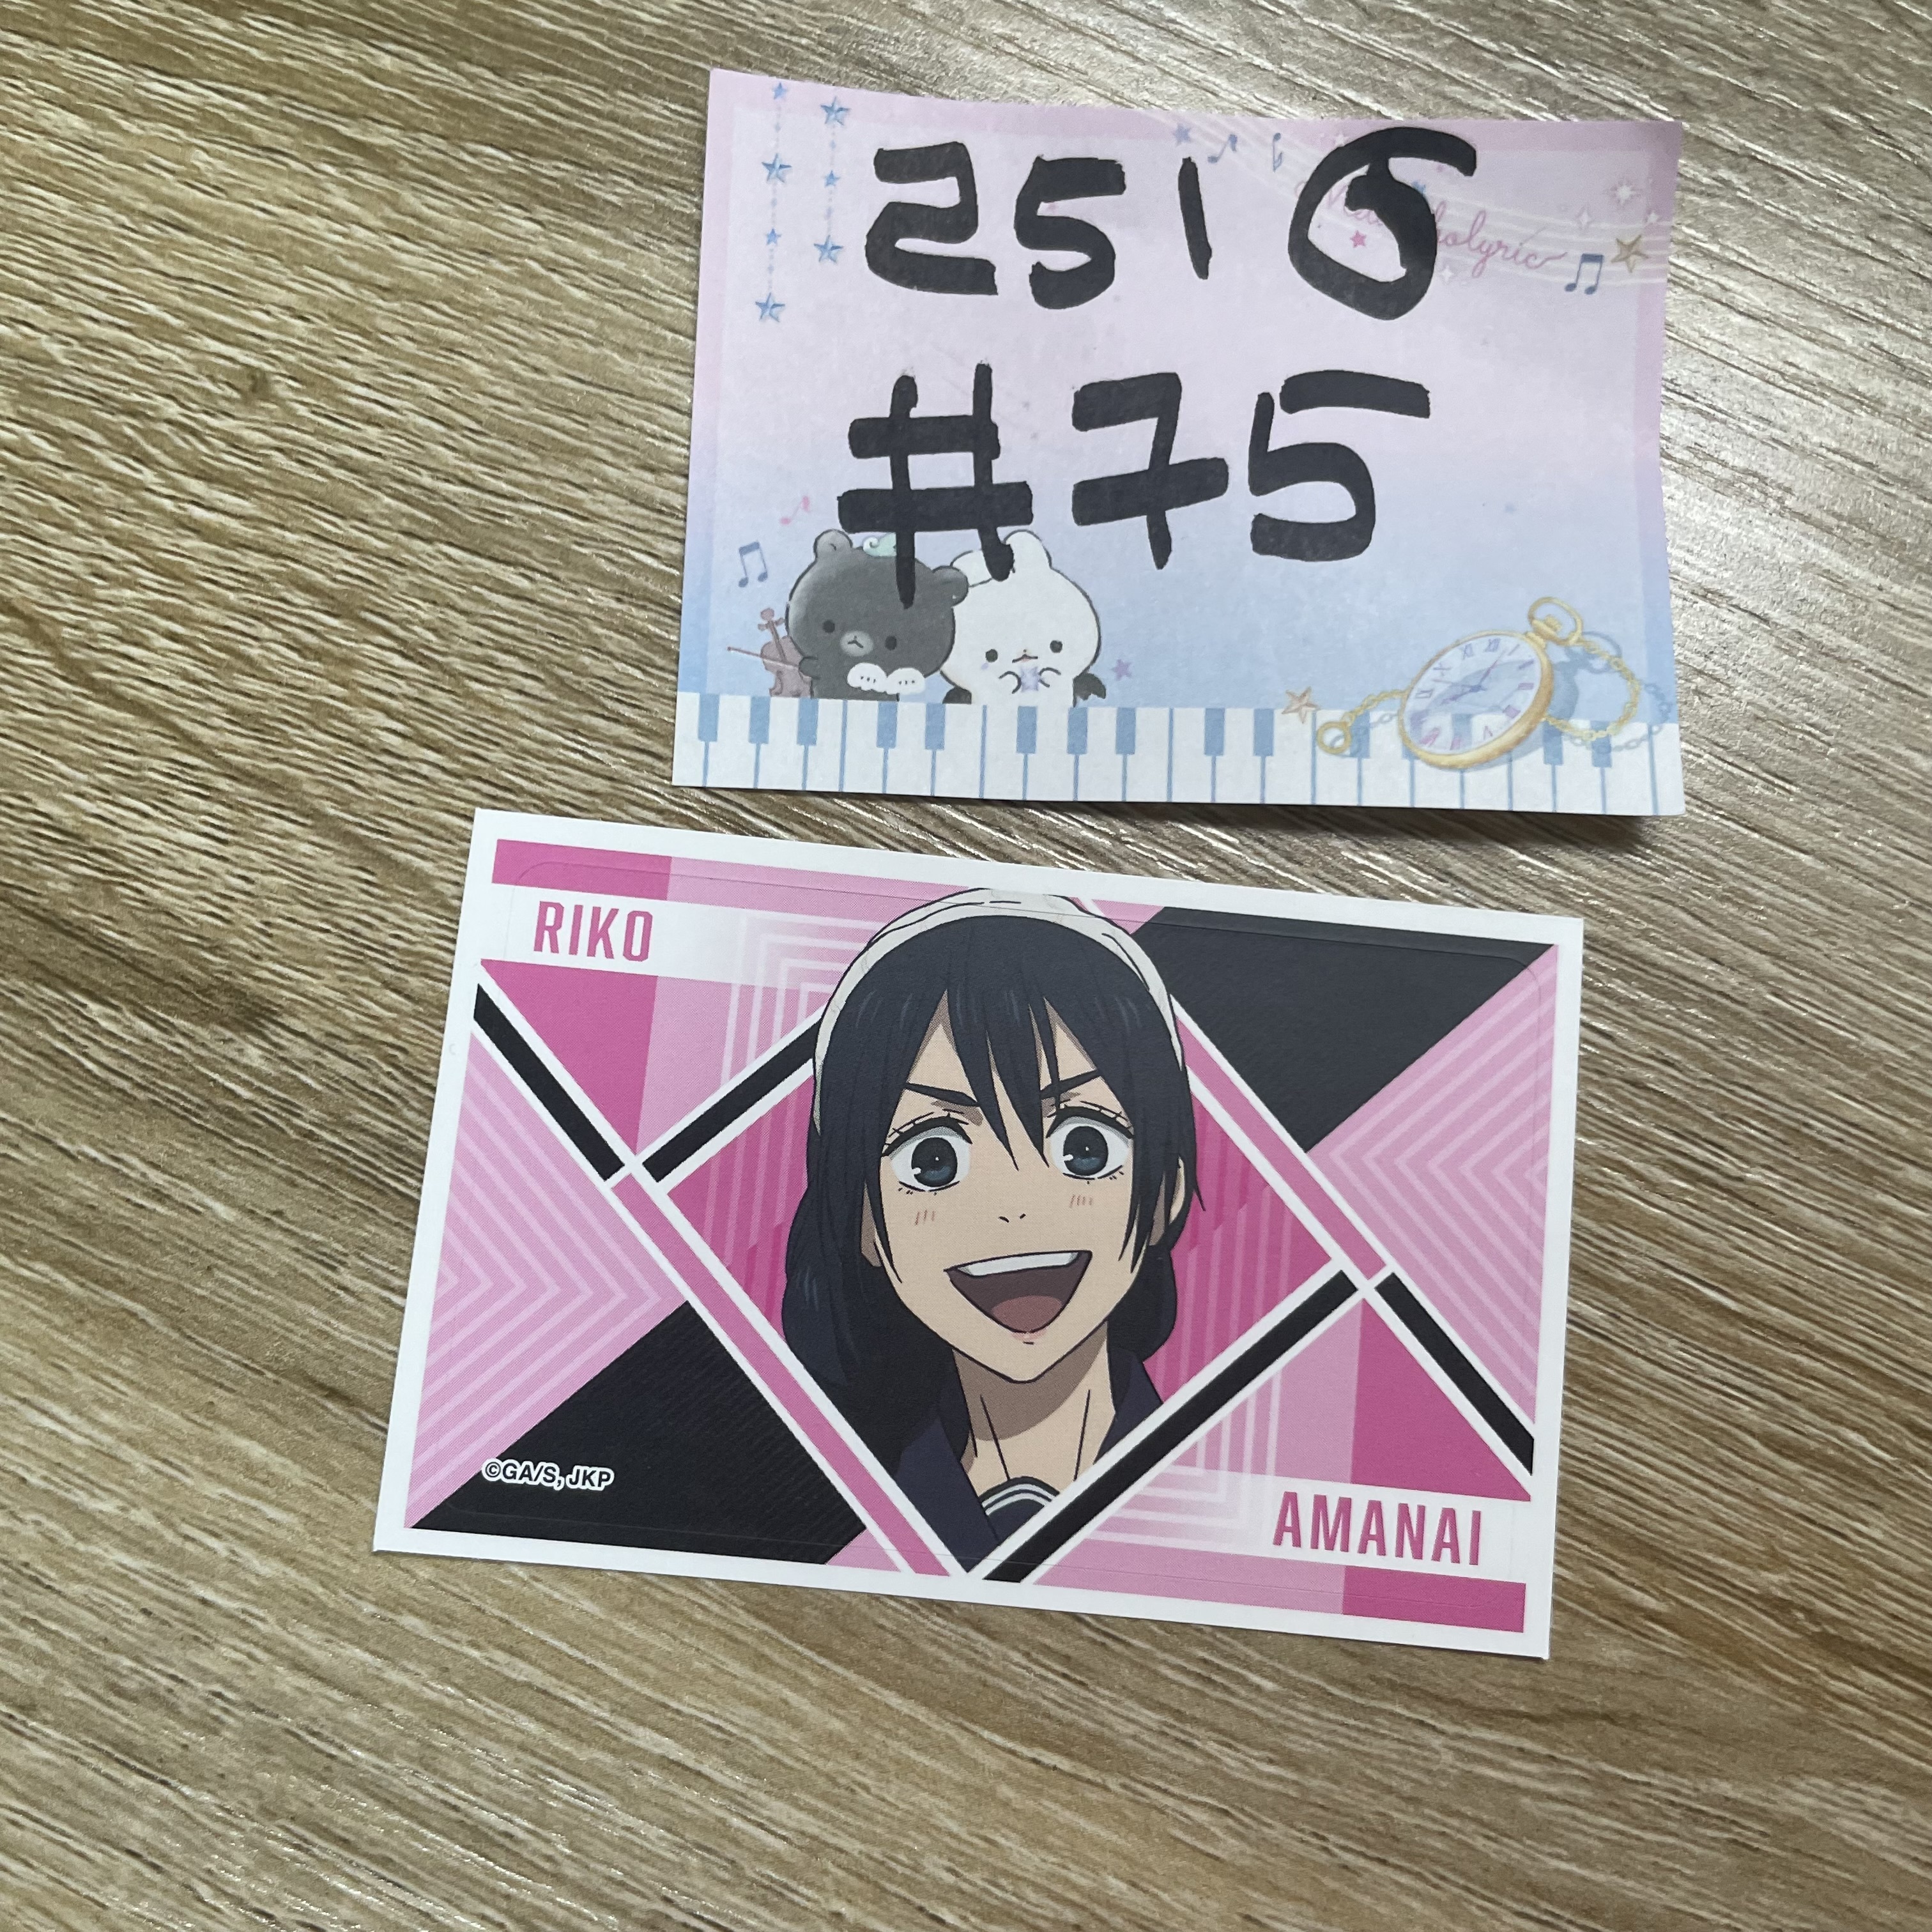 2516
#75
RIKO
©GA/S, JKP
AMANAI